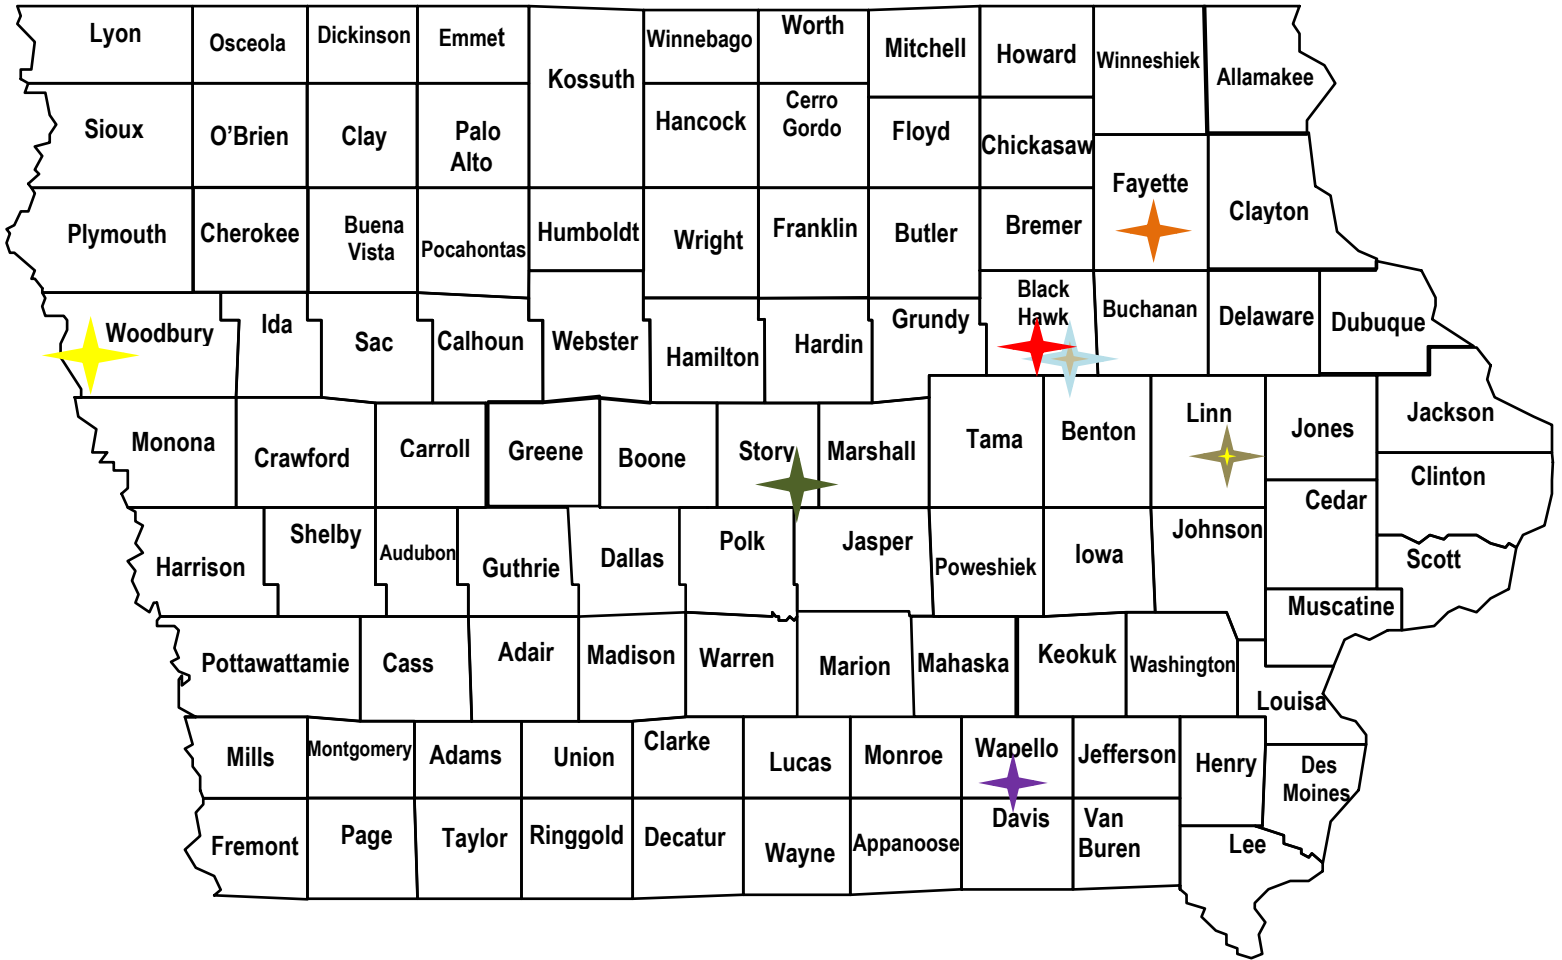 Lyon
Osceola
Dickinson
Emmet
Kossuth
Winnebago
Worth
Mitchell
Howard
Winneshiek
Allamakee
Sioux
O’Brien
Clay
Palo
Alto
Hancock
Cerro
Gordo
Floyd
Chickasaw
Fayette
Clayton
Plymouth
Cherokee
Buena
Vista
Pocahontas
Humboldt
Wright
Franklin
Butler
Bremer
Woodbury
Ida
Sac
Calhoun
Webster
Hamilton
Hardin
Grundy
Black
Hawk
Buchanan
Delaware
Dubuque
Monona
Crawford
Carroll
Greene
Boone
Story
Marshall
Tama
Benton
Linn
Jones
Jackson
Clinton
Cedar
Harrison
Shelby
Audubon
Guthrie
Dallas
Polk
Jasper
Poweshiek
Iowa
Johnson
Scott
Muscatine
Pottawattamie
Cass
Adair
Madison
Warren
Marion
Mahaska
Keokuk
Washington
Louisa
Mills
Montgomery
Adams
Union
Clarke
Lucas
Monroe
Wapello
Jefferson
Henry
Des
Moines
Fremont
Page
Taylor
Ringgold
Decatur
Wayne
Appanoose
Davis
Van
Buren
Lee